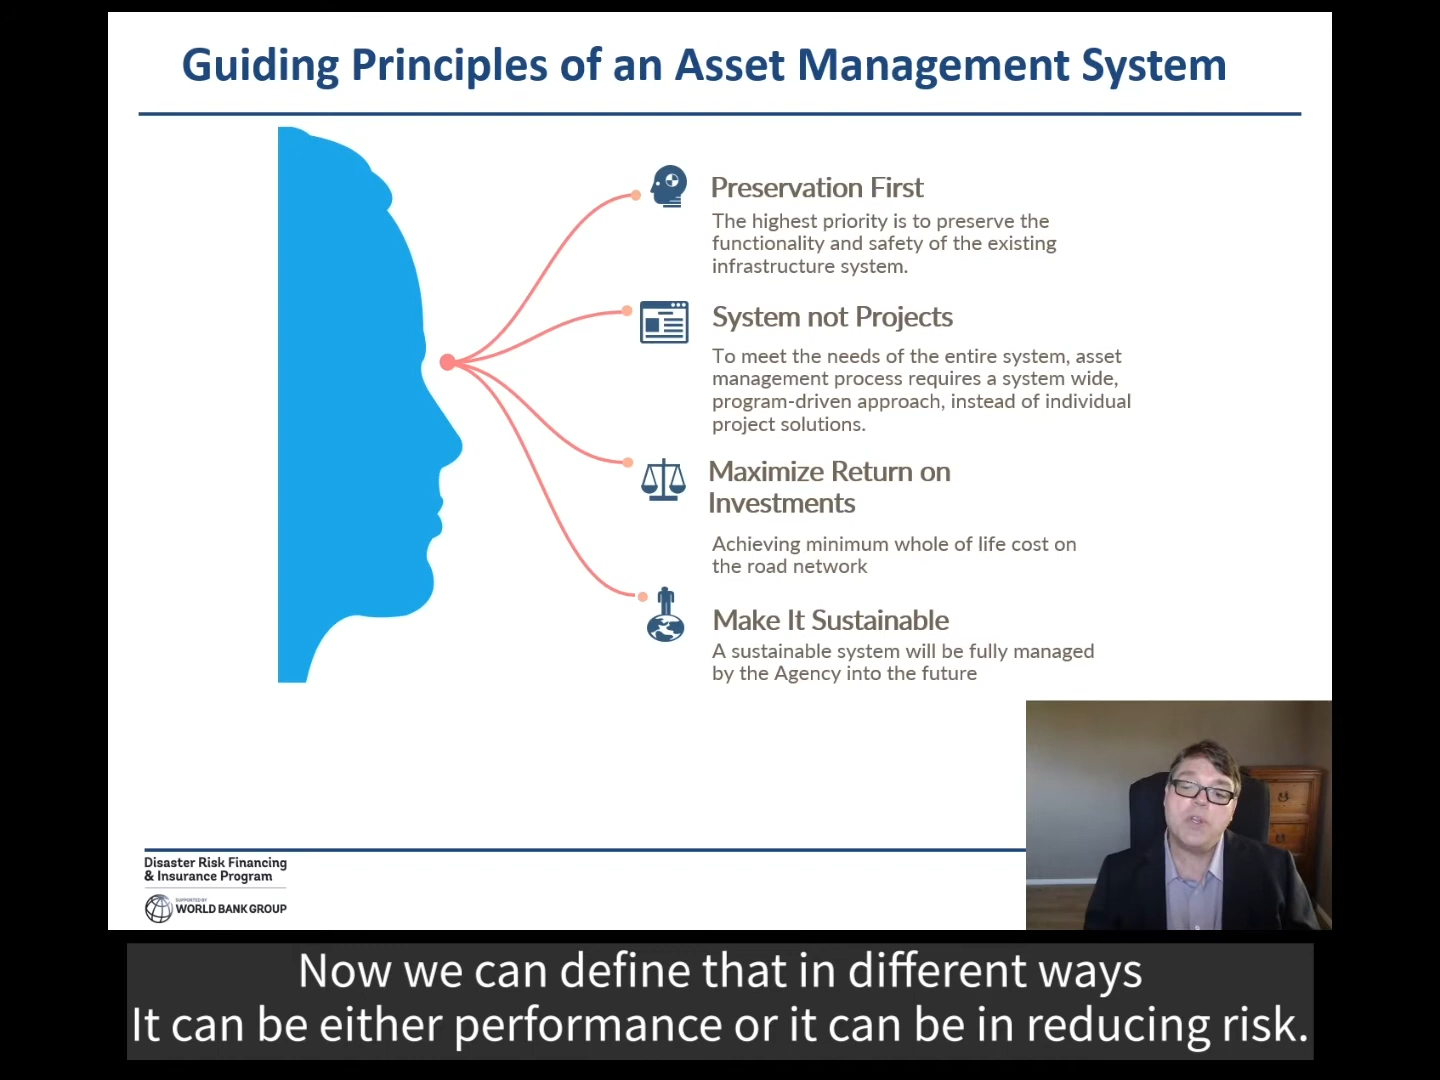 Guiding Principles of an Asset Management System
Preservation First
The highest priority is to preserve the
functionality and safety of the existing
infrastructure system.
System not Projects
To meet the needs of the entire system, asset
management process requires a system wide,
program-driven approach, instead of individual
project solutions.
Maximize Return on
Investments
Achieving minimum whole of life cost on
the road network
Make It Sustainable
A sustainable system will be fully managed
by the Agency into the future
Disaster Risk Financing
& Insurance Program
SUPPORTED BY
WORLD BANK GROUP
Now we can define that in different ways
It can be either performance or it can be in reducing risk.